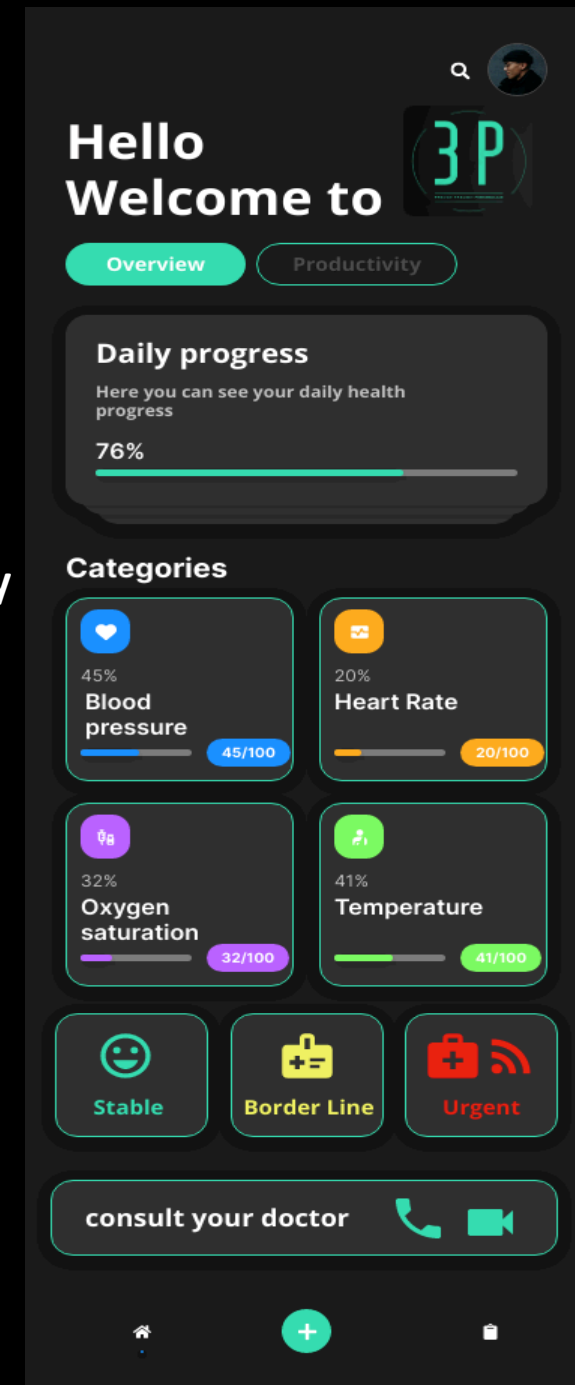 Hello
Welcome to
3P
Overview
Productivity
Daily progress
Here you can see your daily health
progress
76%
Categories
45%
Blood
pressure
45/100
20%
Heart Rate
20/100
32%
Oxygen
saturation
32/100
41%
Temperature
41/100
Stable
Border Line
Urgent
consult your doctor